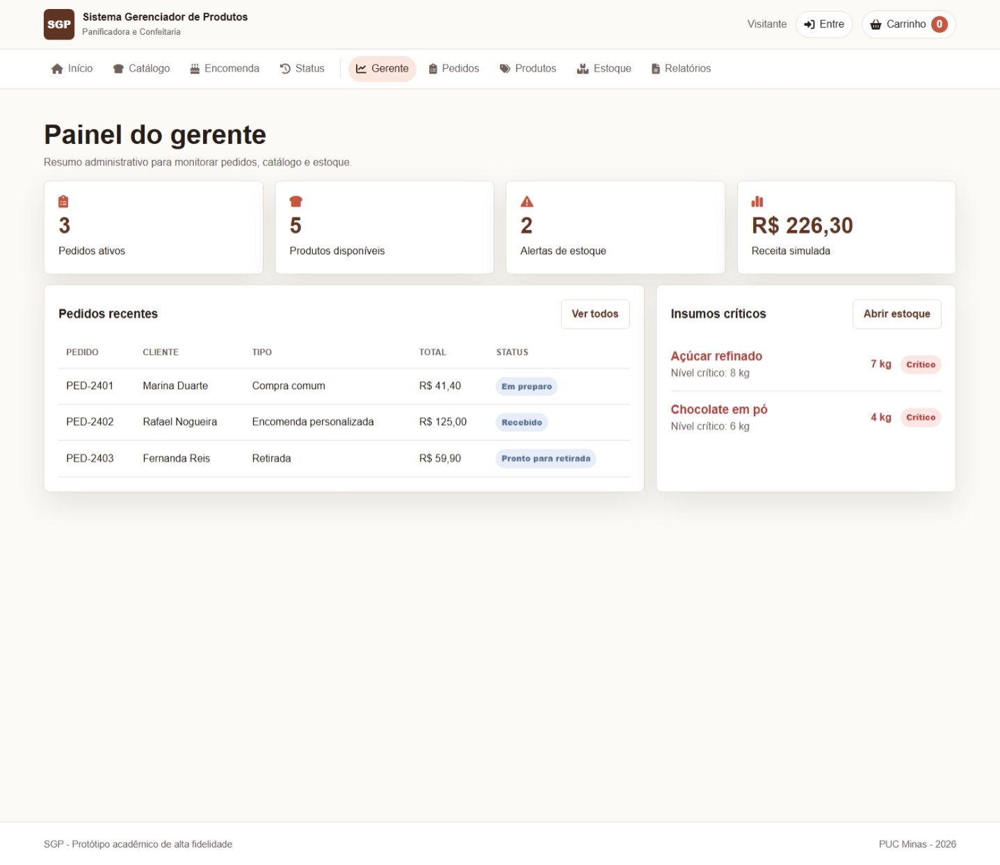 SGP
Sistema Gerenciador de Produtos
Panificadora e Confeitaria
Visitante
Entre
Carrinho 0
Início
Catálogo
Encomenda
Status
Gerente
Pedidos
Produtos
Estoque
Relatórios
Painel do gerente
Resumo administrativo para monitorar pedidos, catálogo e estoque.
3
Pedidos ativos
5
Produtos disponíveis
2
Alertas de estoque
R$ 226,30
Receita simulada
Pedidos recentes
Ver todos
PEDIDO CLIENTE TIPO TOTAL STATUS
PED-2401 Marina Duarte Compra comum R$ 41,40 Em preparo
PED-2402 Rafael Nogueira Encomenda personalizada R$ 125,00 Recebido
PED-2403 Fernanda Reis Retirada R$ 59,90 Pronto para retirada
Insumos críticos
Abrir estoque
Açúcar refinado
Nível crítico: 8 kg
7 kg Crítico
Chocolate em pó
Nível crítico: 6 kg
4 kg Crítico
SGP - Protótipo acadêmico de alta fidelidade
PUC Minas - 2026